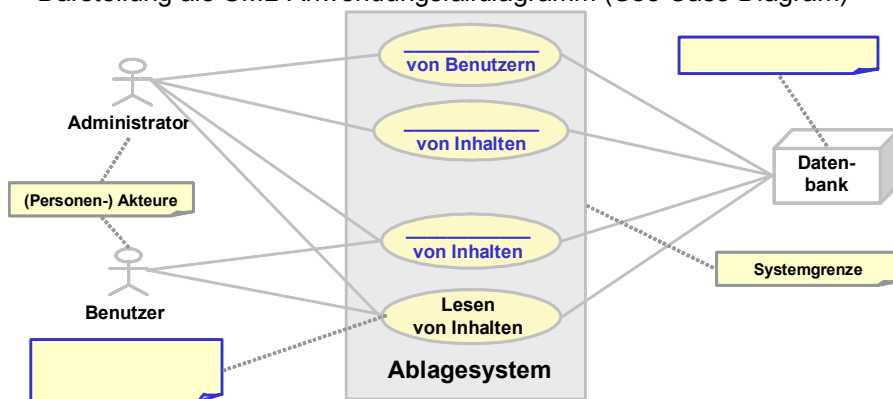 Darstellung als UML-Anwendungsfalldiagramm (Use Case Diagram)
von Benutzern
Administrator
von Inhalten
Daten-
bank
(Personen-) Akteure
von Inhalten
Systemgrenze
Benutzer
Lesen
von Inhalten
Ablagesystem